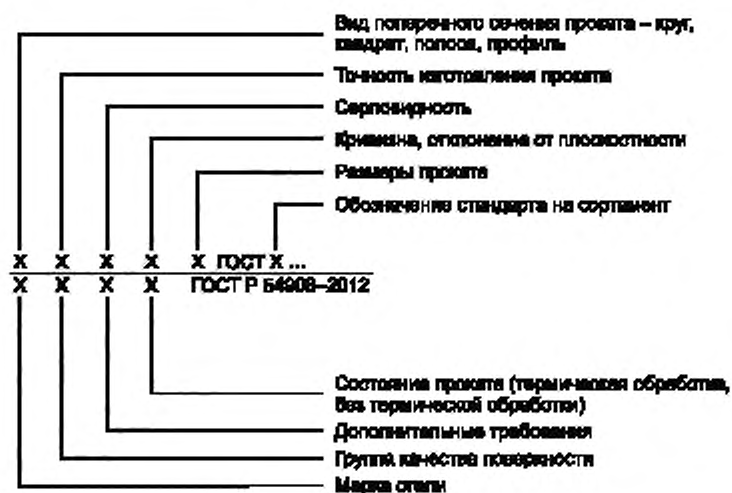 Вид поперечного сечения проката – круг,
квадрат, полоса, профиль
Точность изготовления проката
Серповидность
Кривизна, отклонение от плоскостности
Размеры проката
Обозначение стандарта на сортамент
X X X X X ГОСТ X ...
X X X X ГОСТ Р 54908–2012
Состояние проката (термическая обработка,
без термической обработки)
Дополнительные требования
Группа качества поверхности
Марка стали